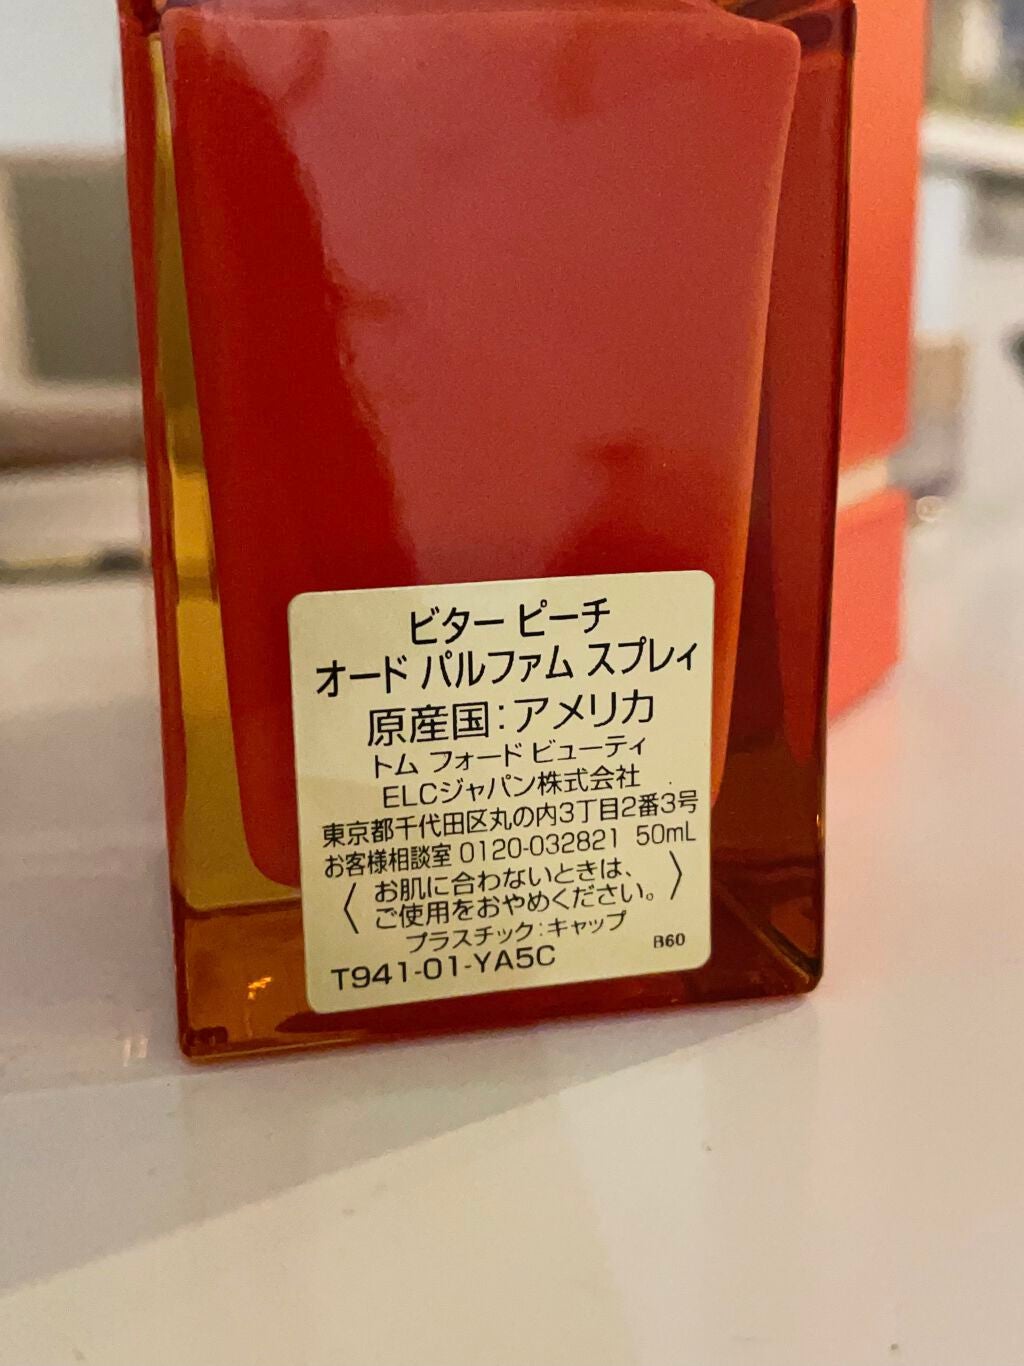 ビター ピーチ
オード パルファム スプレィ
原産国:アメリカ
トム フォード ビューティ
ELCジャパン株式会社
東京都千代田区丸の内3丁目2番3号
お客様相談室 0120-032821 50mL
〈お肌に合わないときは、
ご使用をおやめください。〉
プラスチック:キャップ
T941-01-YA5C B60